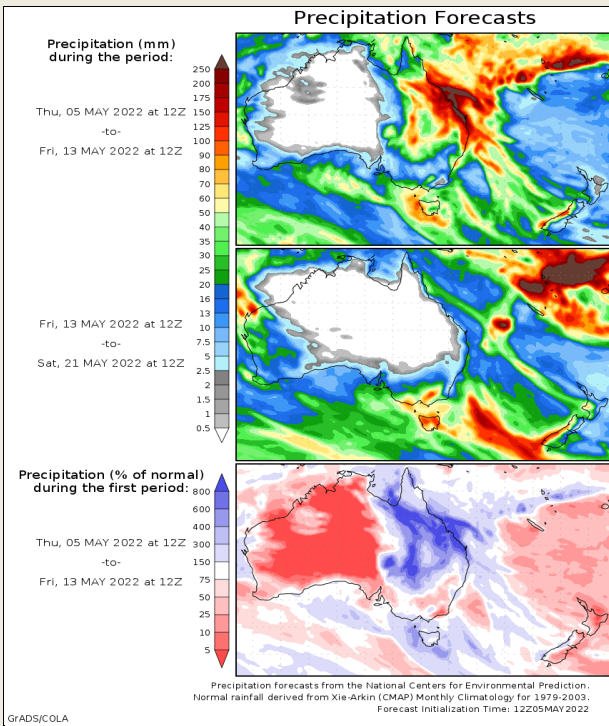 Precipitation Forecasts
Precipitation (mm)
during the period:
Thu, 05 MAY 2022 at 12Z
-to-
Fri, 13 MAY 2022 at 12Z
250
200
175
150
125
100
90
80
70
60
50
40
35
30
25
20
16
13
10
7.5
5
2.5
2
1.5
1
0.5
Fri, 13 MAY 2022 at 12Z
-to-
Sat, 21 MAY 2022 at 12Z
Precipitation (% of normal)
during the first period:
Thu, 05 MAY 2022 at 12Z
-to-
Fri, 13 MAY 2022 at 12Z
800
600
400
300
150
75
50
25
10
5
Precipitation forecasts from the National Centers for Environmental Prediction.
Normal rainfall derived from Xie-Arkin (CMAP) Monthly Climatology for 1979-2003.
Forecast Initialization Time: 12Z05MAY2022
GrADS/COLA